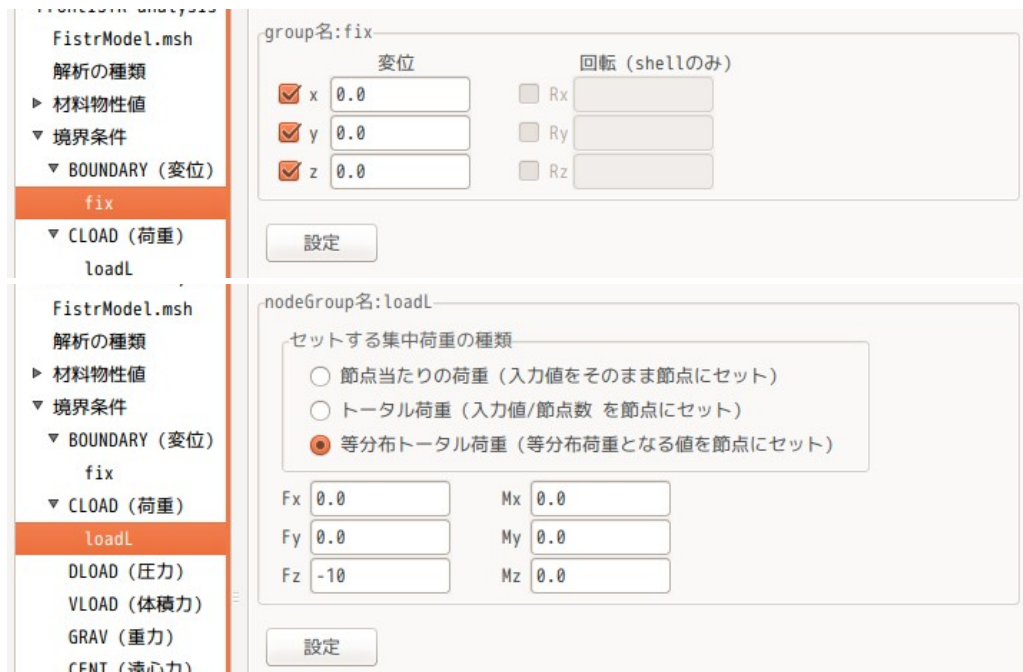 FistrModel.msh
解析の種類
材料物性値
境界条件
BOUNDARY (変位)
fix
CLOAD (荷重)
loadL
group名:fix
変位 回転 (shellのみ)
x 0.0 Rx
y 0.0 Ry
z 0.0 Rz
設定
FistrModel.msh
解析の種類
材料物性値
境界条件
BOUNDARY (変位)
fix
CLOAD (荷重)
loadL
DLOAD (圧力)
VLOAD (体積力)
GRAV (重力)
CENT (遠心力)
nodeGroup名:loadL
セットする集中荷重の種類
節点当たりの荷重 (入力値をそのまま節点にセット)
トータル荷重 (入力値/節点数 を節点にセット)
等分布トータル荷重 (等分布荷重となる値を節点にセット)
Fx 0.0 Mx 0.0
Fy 0.0 My 0.0
Fz -10 Mz 0.0
設定